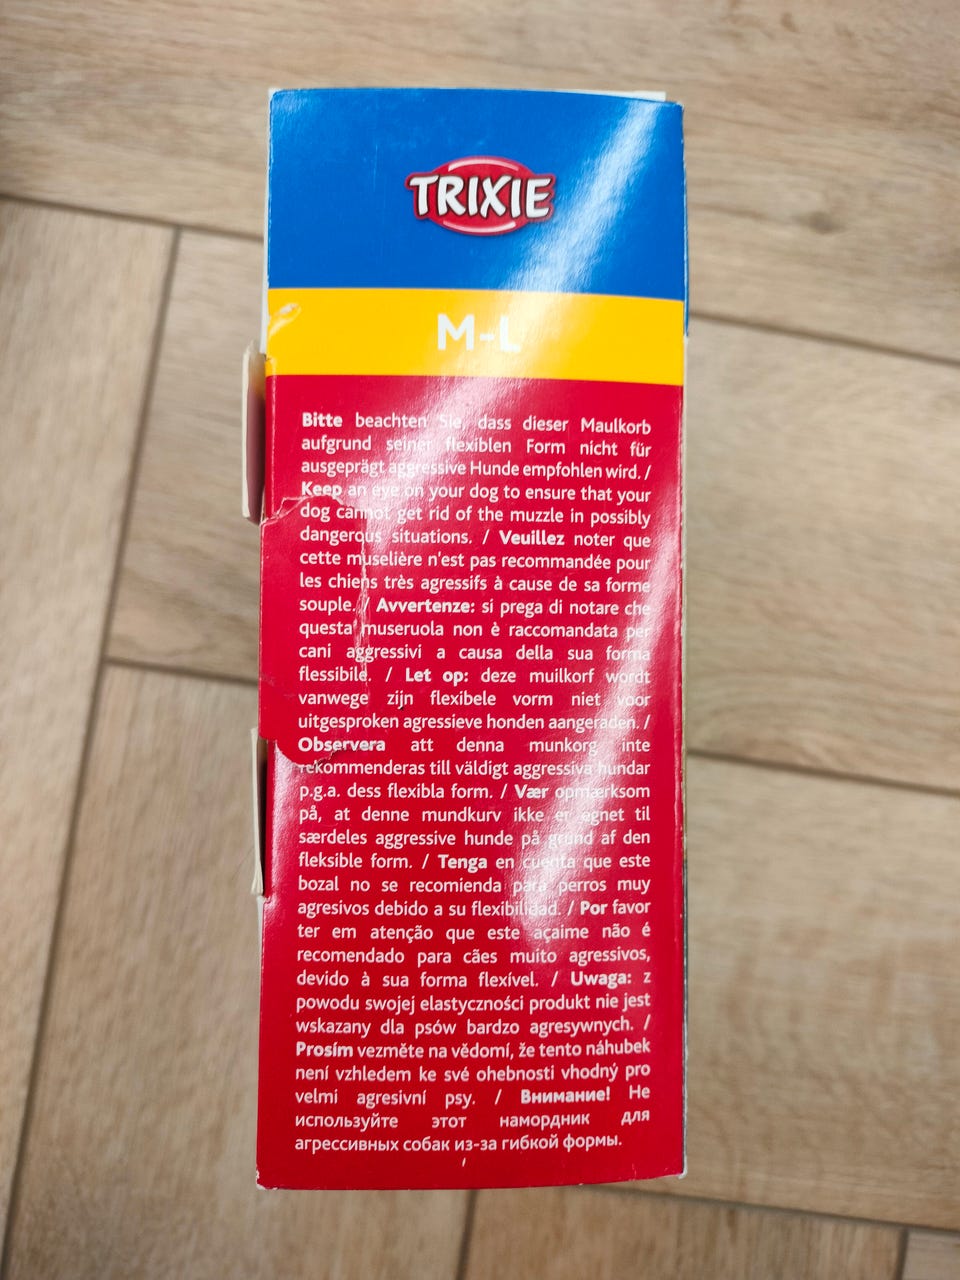 TRIXIE
M-L
Bitte beachten Sie, dass dieser Maulkorb
aufgrund seiner flexiblen Form nicht für
ausgeprägt aggressive Hunde empfohlen wird. /
Keep an eye on your dog to ensure that your
dog cannot get rid of the muzzle in possibly
dangerous situations. / Veuillez noter que
cette muselière n'est pas recommandée pour
les chiens très agressifs à cause de sa forme
souple. / Avvertenze: si prega di notare che
questa museruola non è raccomandata per
cani aggressivi a causa della sua forma
flessibile. / Let op: deze muilkorf wordt
vanwege zijn flexibele vorm niet voor
uitgesproken agressieve honden aangeraden. /
Observera att denna munkorg inte
rekommenderas till väldigt aggressiva hundar
p.g.a. dess flexibla form. / Vær opmærksom
på, at denne mundkurv ikke er egnet til
særdeles aggressive hunde på grund af den
fleksible form. / Tenga en cuenta que este
bozal no se recomienda para perros muy
agresivos debido a su flexibilidad. / Por favor
ter em atenção que este açaime não é
recomendado para cães muito agressivos,
devido à sua forma flexível. / Uwaga: z
powodu swojej elastyczności produkt nie jest
wskazany dla psów bardzo agresywnych. /
Prosím vezměte na vědomí, že tento náhubek
není vzhledem ke své ohebnosti vhodný pro
velmi agresivní psy. / Внимание! Не
используйте этот намордник для
агрессивных собак из-за гибкой формы.